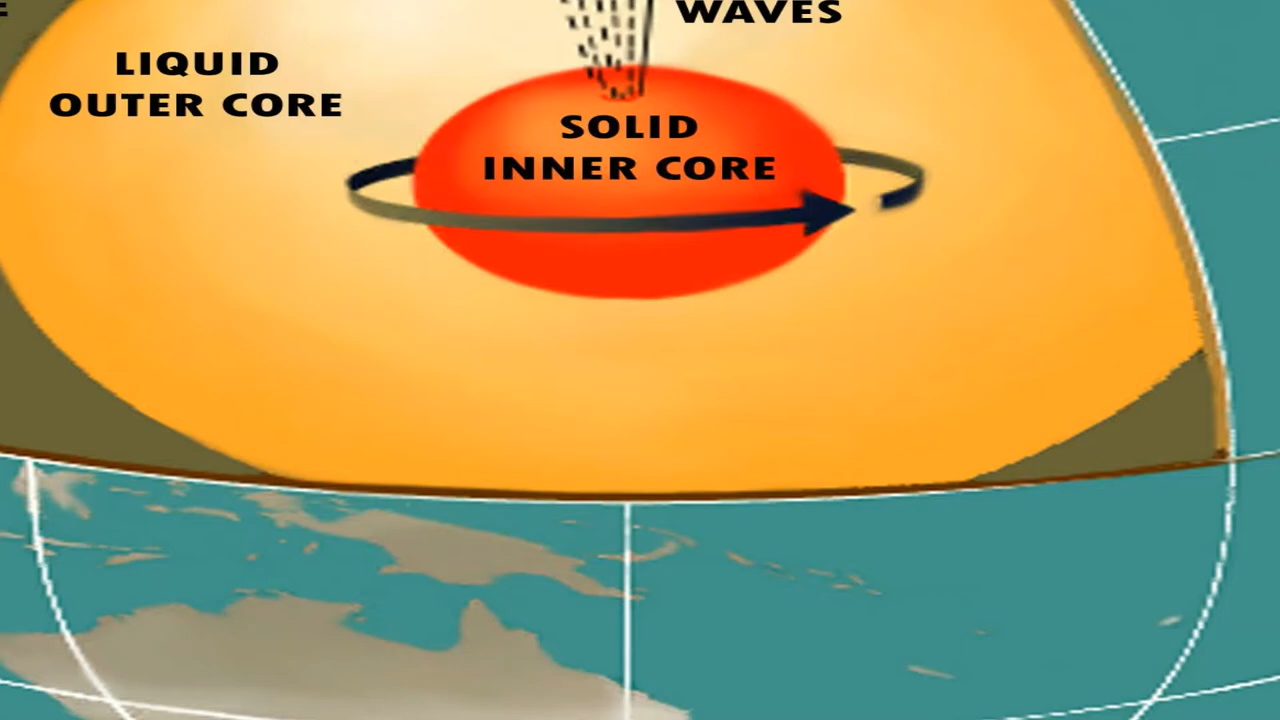 WAVES
LIQUID
OUTER CORE
SOLID
INNER CORE